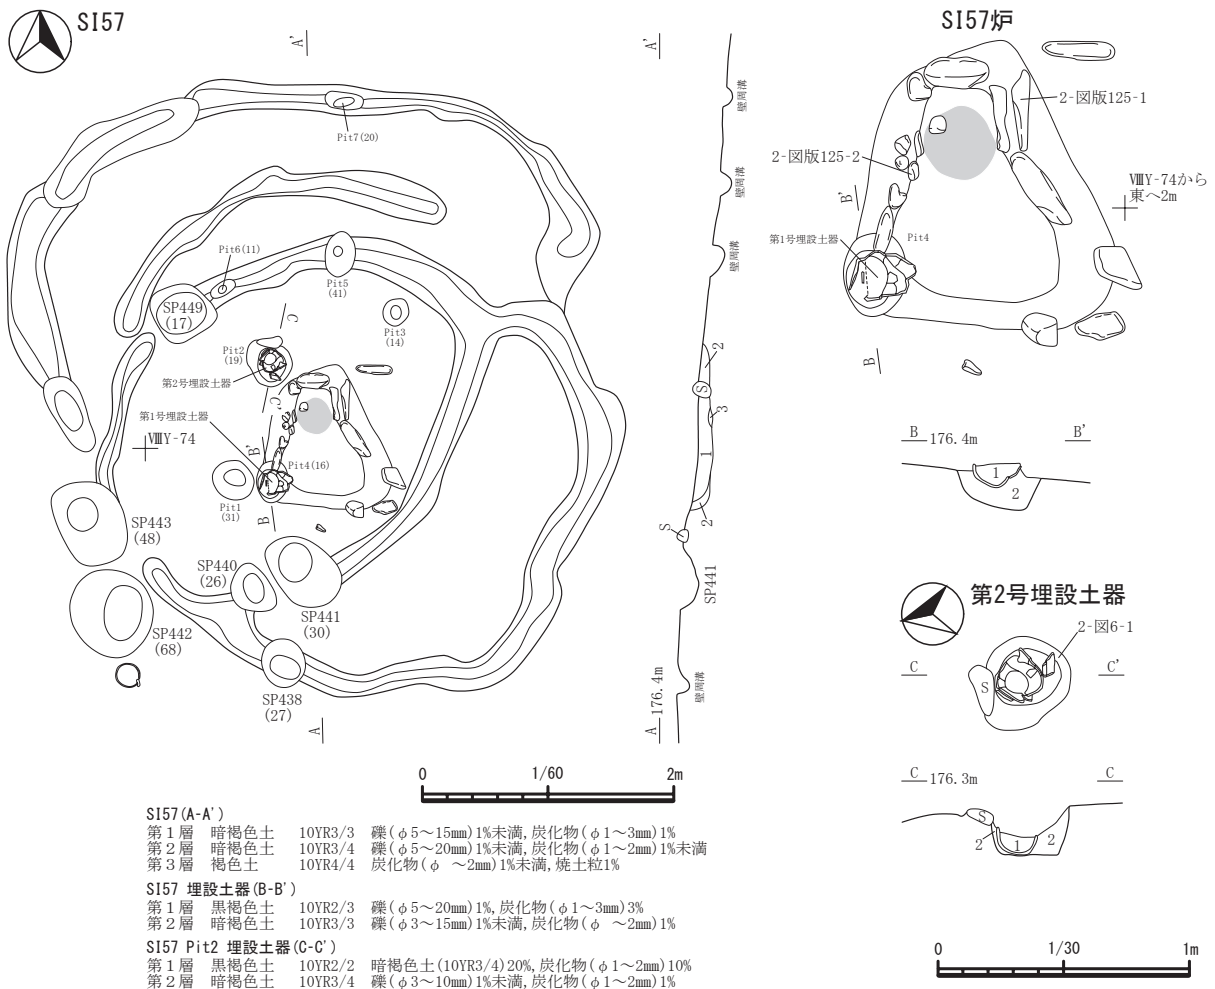 SI57
A'
A'
SI57炉
2-図版125-1
2-図版125-2
ⅧY-74から
東へ2m
B'
第1号埋設土器
Pit4
B
壁周溝
壁周溝
壁周溝
Pit7(20)
Pit6(11)
Pit5
(41)
SP449
(17)
C
Pit3
(14)
Pit2
(19)
第2号埋設土器
C'
第1号埋設土器
ⅧY-74
B'
Pit4(16)
Pit1
(31)
B
SP443
(48)
SP440
(26)
SP441
(30)
SP442
(68)
SP438
(27)
A
2
S
3
1
2
S
SP441
壁周溝
A 176.4m
B 176.4m B'
1
2
第2号埋設土器
2-図6-1
C C'
S
C 176.3m C
S
2 1 2
0 1/60 2m
SI57(A-A')
第1層 暗褐色土 10YR3/3 礫(φ5～15mm)1%未満,炭化物(φ1～3mm)1%
第2層 暗褐色土 10YR3/4 礫(φ5～20mm)1%未満,炭化物(φ1～2mm)1%未満
第3層 褐色土 10YR4/4 炭化物(φ ～2mm)1%未満,焼土粒1%
SI57 埋設土器(B-B')
第1層 黒褐色土 10YR2/3 礫(φ5～20mm)1%,炭化物(φ1～3mm)3%
第2層 暗褐色土 10YR3/3 礫(φ3～15mm)1%未満,炭化物(φ ～2mm)1%
SI57 Pit2 埋設土器(C-C')
第1層 黒褐色土 10YR2/2 暗褐色土(10YR3/4)20%,炭化物(φ1～2mm)10%
第2層 暗褐色土 10YR3/4 礫(φ3～10mm)1%未満,炭化物(φ1～2mm)1%
0 1/30 1m